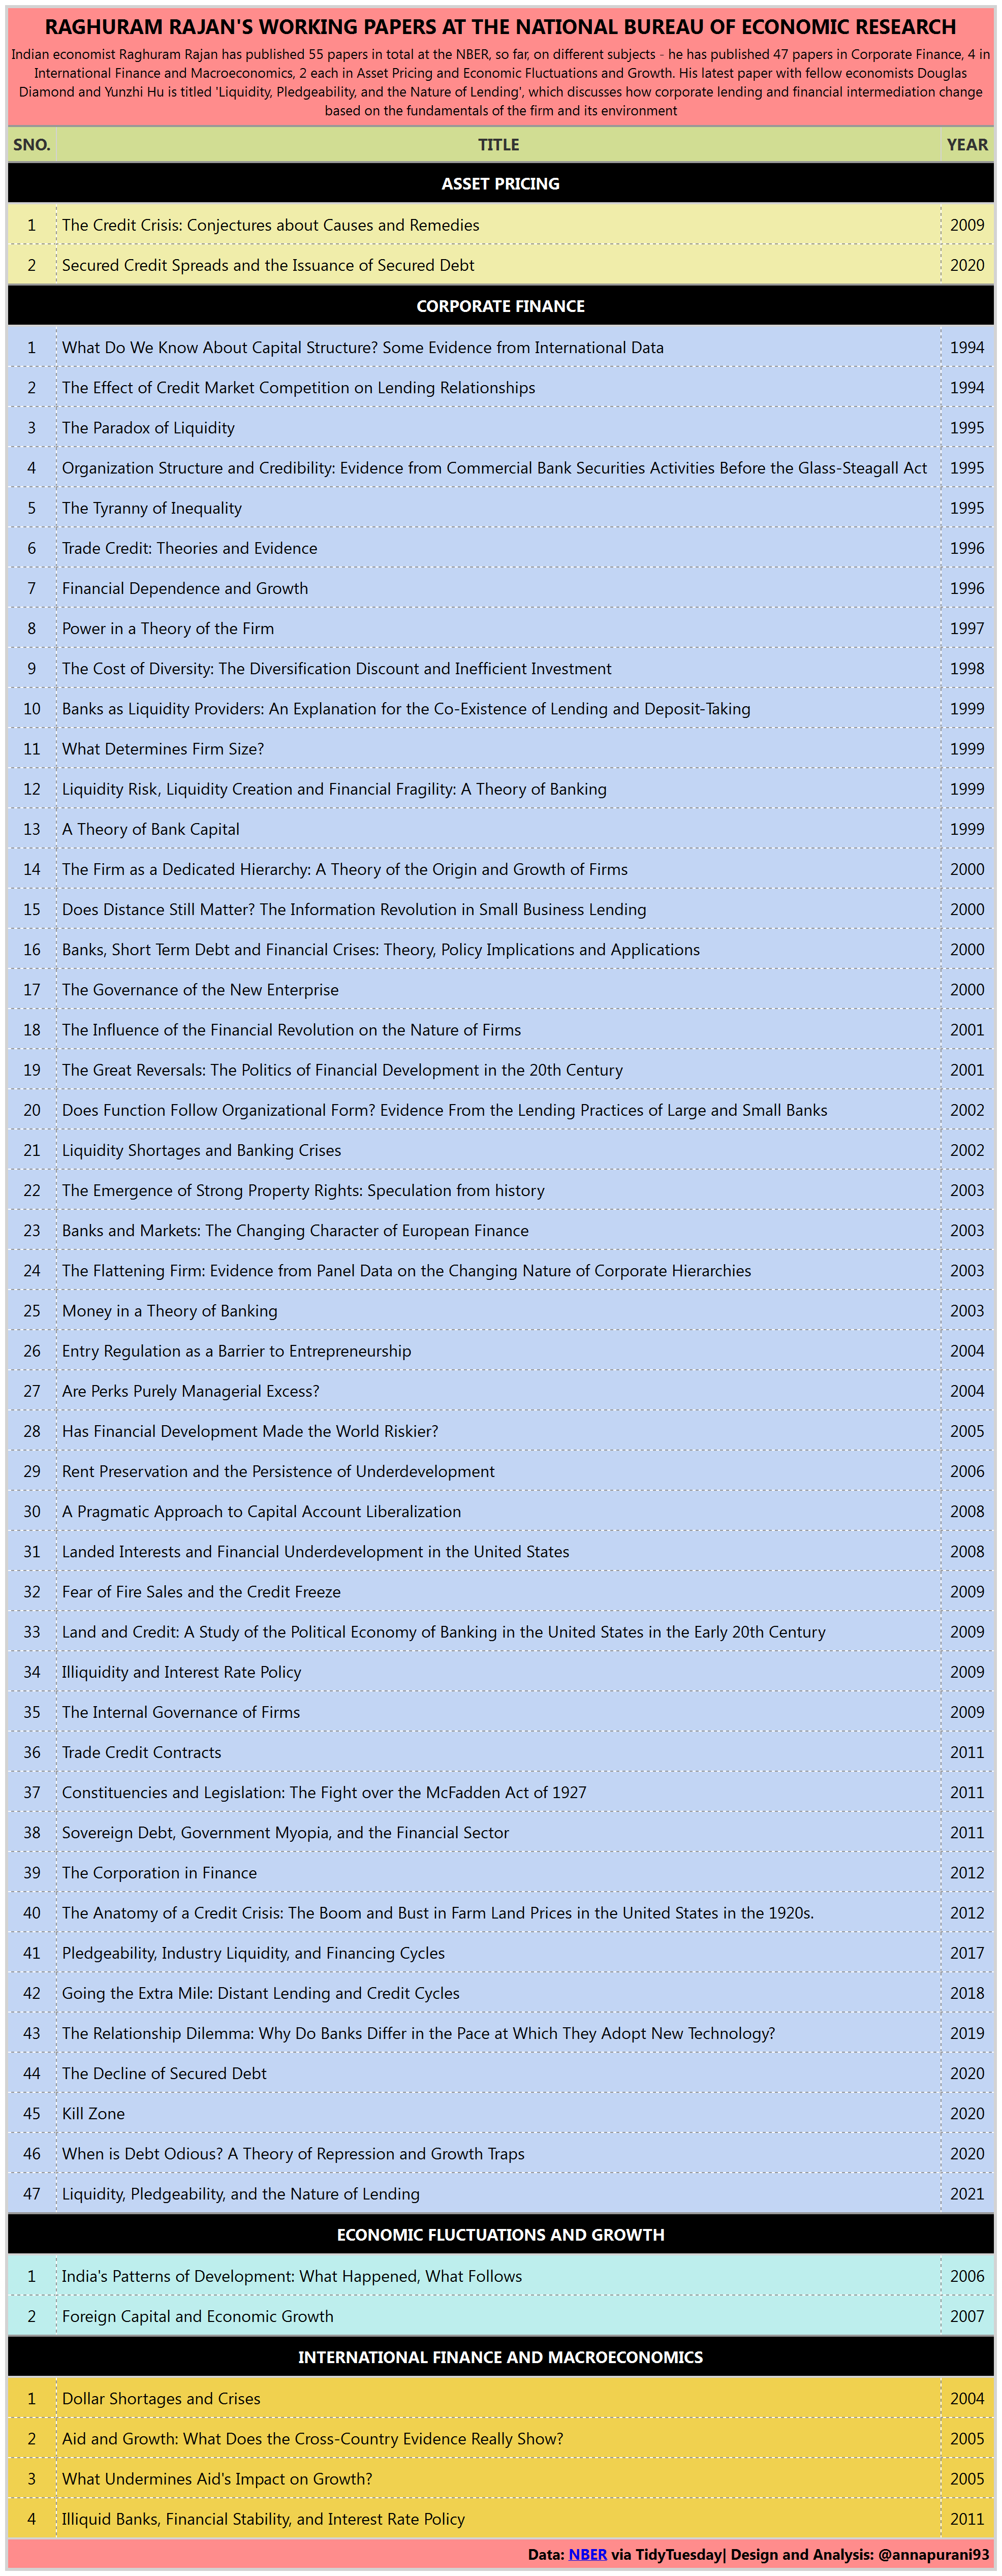 RAGHURAM RAJAN'S WORKING PAPERS AT THE NATIONAL BUREAU OF ECONOMIC RESEARCH
Indian economist Raghuram Rajan has published 55 papers in total at the NBER, so far, on different subjects - he has published 47 papers in Corporate Finance, 4 in
International Finance and Macroeconomics, 2 each in Asset Pricing and Economic Fluctuations and Growth. His latest paper with fellow economists Douglas
Diamond and Yunzhi Hu is titled 'Liquidity, Pledgeability, and the Nature of Lending', which discusses how corporate lending and financial intermediation change
based on the fundamentals of the firm and its environment
SNO. TITLE YEAR
ASSET PRICING
1 The Credit Crisis: Conjectures about Causes and Remedies 2009
2 Secured Credit Spreads and the Issuance of Secured Debt 2020
CORPORATE FINANCE
1 What Do We Know About Capital Structure? Some Evidence from International Data 1994
2 The Effect of Credit Market Competition on Lending Relationships 1994
3 The Paradox of Liquidity 1995
4 Organization Structure and Credibility: Evidence from Commercial Bank Securities Activities Before the Glass-Steagall Act 1995
5 The Tyranny of Inequality 1995
6 Trade Credit: Theories and Evidence 1996
7 Financial Dependence and Growth 1996
8 Power in a Theory of the Firm 1997
9 The Cost of Diversity: The Diversification Discount and Inefficient Investment 1998
10 Banks as Liquidity Providers: An Explanation for the Co-Existence of Lending and Deposit-Taking 1999
11 What Determines Firm Size? 1999
12 Liquidity Risk, Liquidity Creation and Financial Fragility: A Theory of Banking 1999
13 A Theory of Bank Capital 1999
14 The Firm as a Dedicated Hierarchy: A Theory of the Origin and Growth of Firms 2000
15 Does Distance Still Matter? The Information Revolution in Small Business Lending 2000
16 Banks, Short Term Debt and Financial Crises: Theory, Policy Implications and Applications 2000
17 The Governance of the New Enterprise 2000
18 The Influence of the Financial Revolution on the Nature of Firms 2001
19 The Great Reversals: The Politics of Financial Development in the 20th Century 2001
20 Does Function Follow Organizational Form? Evidence From the Lending Practices of Large and Small Banks 2002
21 Liquidity Shortages and Banking Crises 2002
22 The Emergence of Strong Property Rights: Speculation from history 2003
23 Banks and Markets: The Changing Character of European Finance 2003
24 The Flattening Firm: Evidence from Panel Data on the Changing Nature of Corporate Hierarchies 2003
25 Money in a Theory of Banking 2003
26 Entry Regulation as a Barrier to Entrepreneurship 2004
27 Are Perks Purely Managerial Excess? 2004
28 Has Financial Development Made the World Riskier? 2005
29 Rent Preservation and the Persistence of Underdevelopment 2006
30 A Pragmatic Approach to Capital Account Liberalization 2008
31 Landed Interests and Financial Underdevelopment in the United States 2008
32 Fear of Fire Sales and the Credit Freeze 2009
33 Land and Credit: A Study of the Political Economy of Banking in the United States in the Early 20th Century 2009
34 Illiquidity and Interest Rate Policy 2009
35 The Internal Governance of Firms 2009
36 Trade Credit Contracts 2011
37 Constituencies and Legislation: The Fight over the McFadden Act of 1927 2011
38 Sovereign Debt, Government Myopia, and the Financial Sector 2011
39 The Corporation in Finance 2012
40 The Anatomy of a Credit Crisis: The Boom and Bust in Farm Land Prices in the United States in the 1920s. 2012
41 Pledgeability, Industry Liquidity, and Financing Cycles 2017
42 Going the Extra Mile: Distant Lending and Credit Cycles 2018
43 The Relationship Dilemma: Why Do Banks Differ in the Pace at Which They Adopt New Technology? 2019
44 The Decline of Secured Debt 2020
45 Kill Zone 2020
46 When is Debt Odious? A Theory of Repression and Growth Traps 2020
47 Liquidity, Pledgeability, and the Nature of Lending 2021
ECONOMIC FLUCTUATIONS AND GROWTH
1 India's Patterns of Development: What Happened, What Follows 2006
2 Foreign Capital and Economic Growth 2007
INTERNATIONAL FINANCE AND MACROECONOMICS
1 Dollar Shortages and Crises 2004
2 Aid and Growth: What Does the Cross-Country Evidence Really Show? 2005
3 What Undermines Aid's Impact on Growth? 2005
4 Illiquid Banks, Financial Stability, and Interest Rate Policy 2011
Data: NBER via TidyTuesday| Design and Analysis: @annapurani93